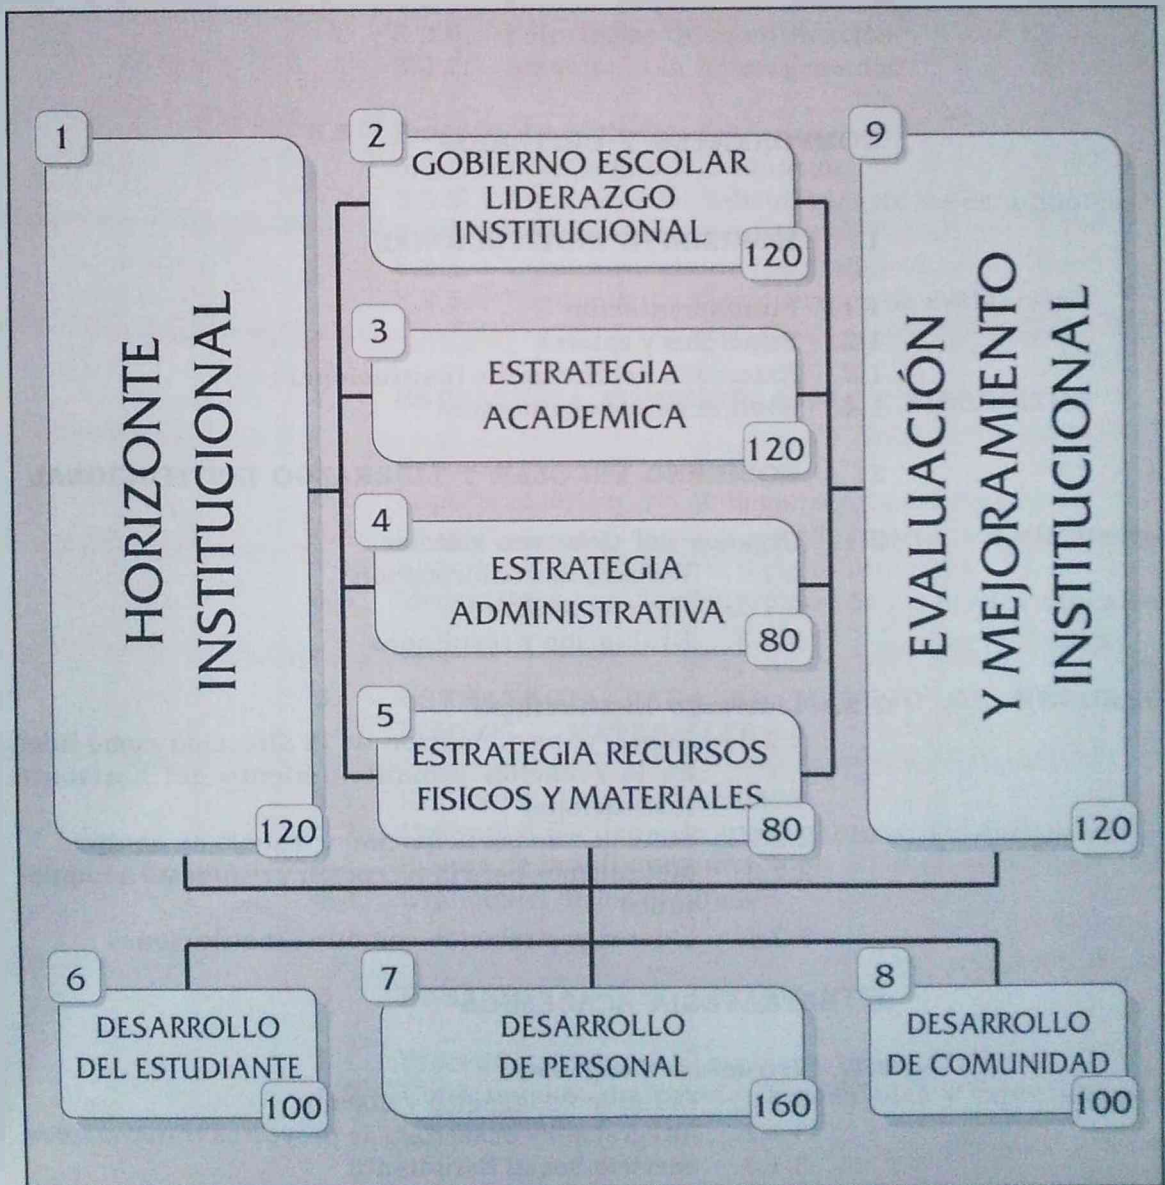 1
HORIZONTE
INSTITUCIONAL
120
2
GOBIERNO ESCOLAR
LIDERAZGO
INSTITUCIONAL
120
3
ESTRATEGIA
ACADEMICA
120
4
ESTRATEGIA
ADMINISTRATIVA
80
5
ESTRATEGIA RECURSOS
FISICOS Y MATERIALES
80
9
EVALUACIÓN
Y MEJORAMIENTO
INSTITUCIONAL
120
6
DESARROLLO
DEL ESTUDIANTE
100
7
DESARROLLO
DE PERSONAL
160
8
DESARROLLO
DE COMUNIDAD
100